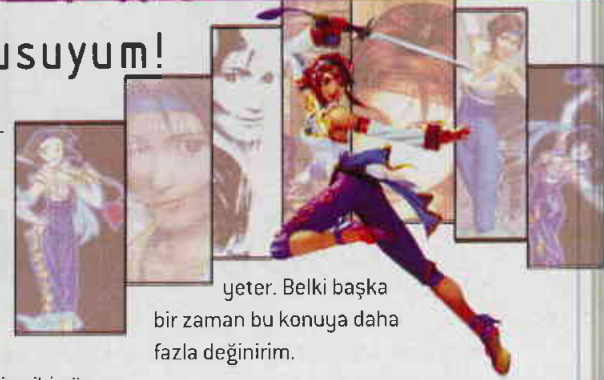 usuyum!
yeter. Belki başka
bir zaman bu konuya daha
fazla değinirim.